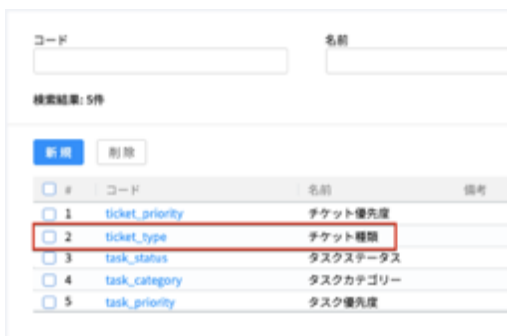 コード 名前
検索結果: 5件
新規 削除
# コード 名前 備考
1 ticket_priority チケット優先度
2 ticket_type チケット種類
3 task_status タスクステータス
4 task_category タスクカテゴリー
5 task_priority タスク優先度